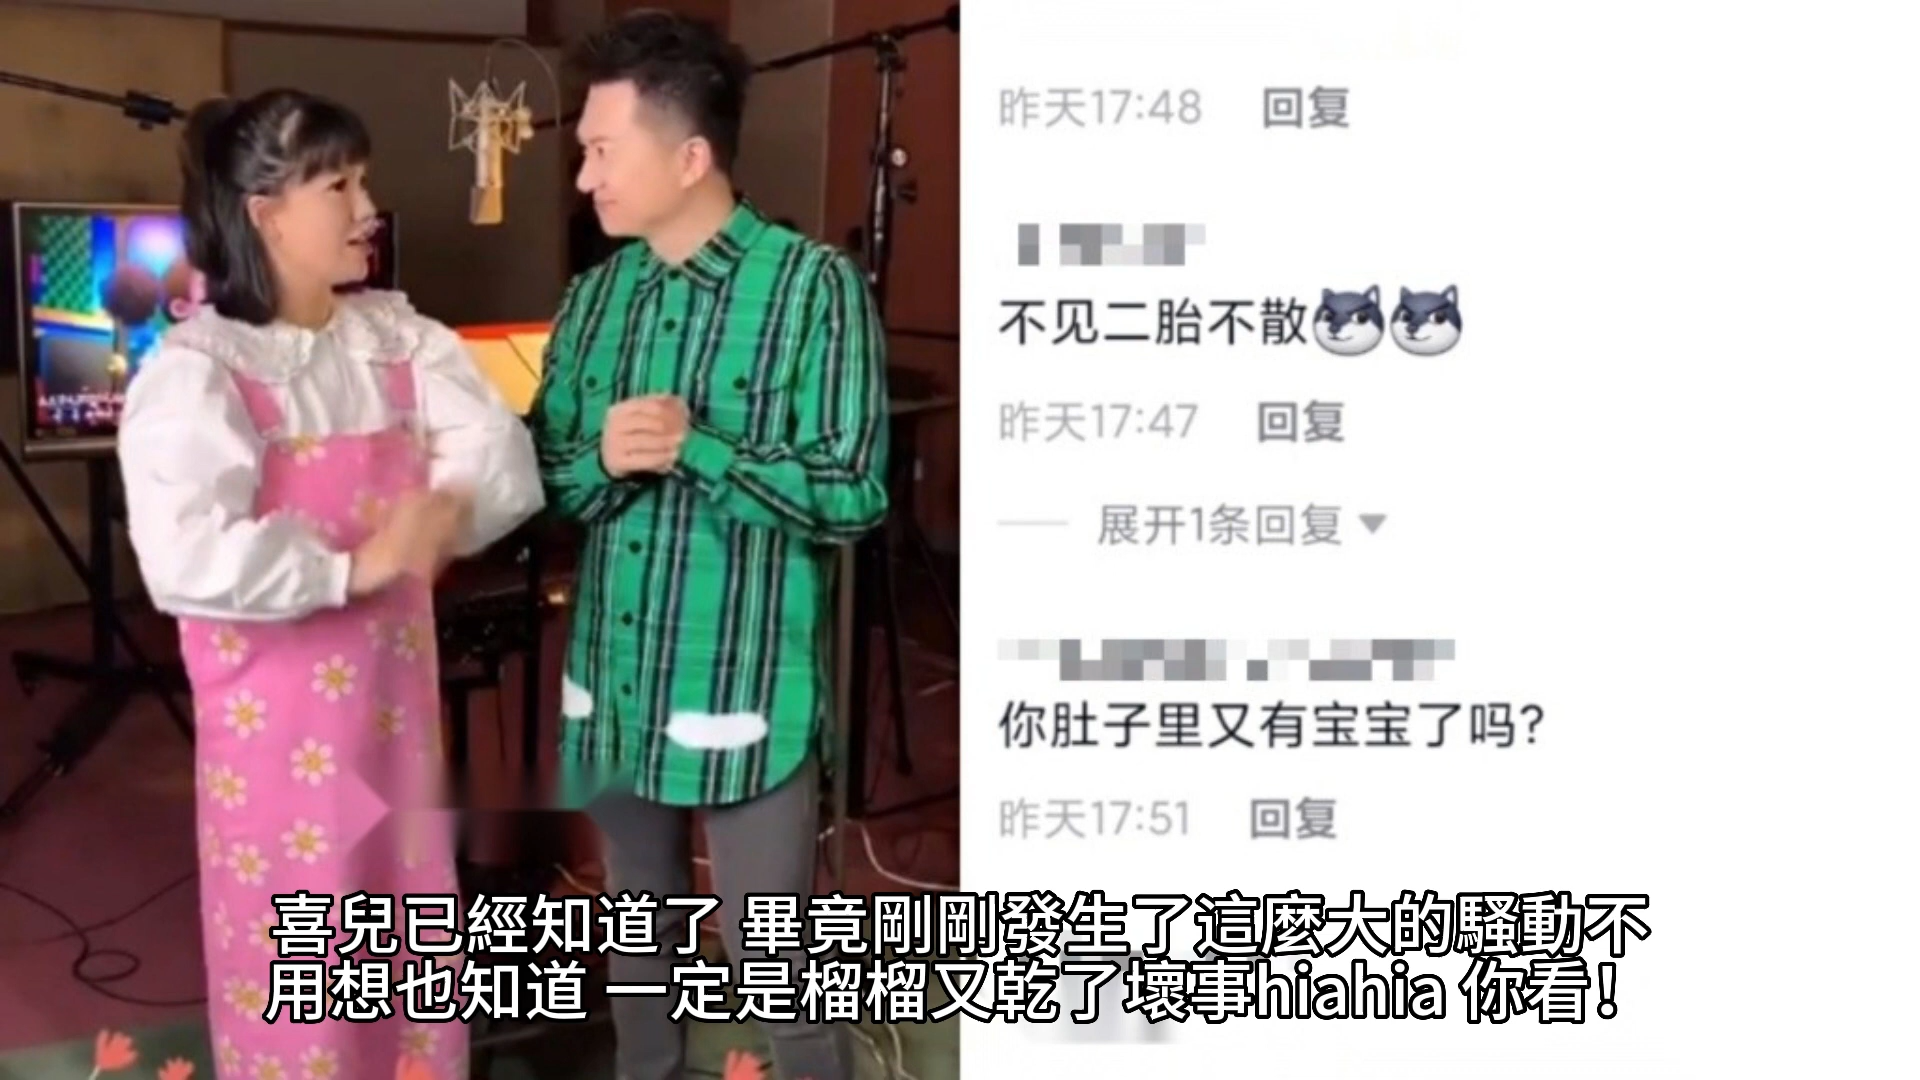 昨天17:48 回复
不见二胎不散
昨天17:47 回复
展开1条回复
你肚子里又有宝宝了吗?
昨天17:51 回复
喜兒已經知道了 畢竟剛剛發生了這麼大的騷動不
用想也知道 一定是榴榴又乾了壞事hiahia 你看！